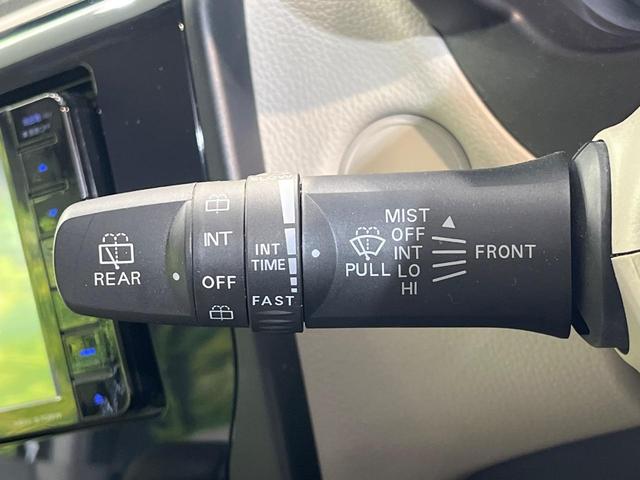 REAR
INT
OFF
INT
TIME
FAST
PULL
MIST
OFF
INT
LO
HI
FRONT